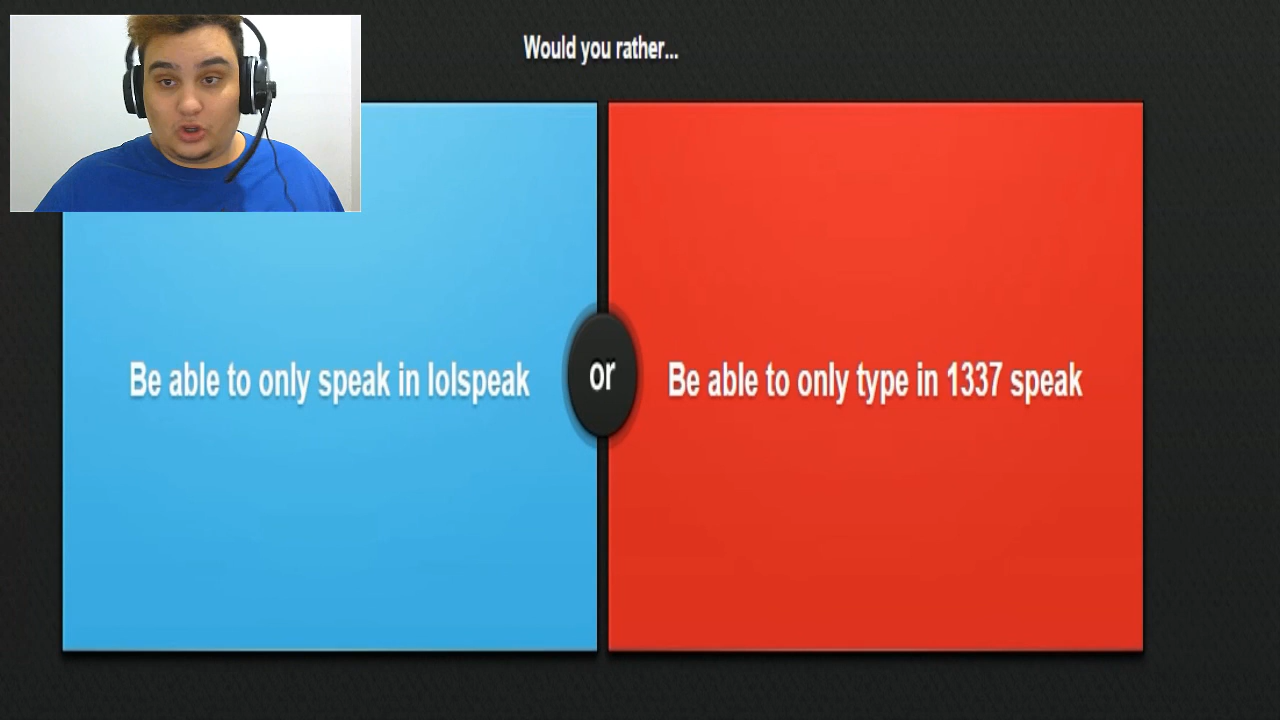 Would you rather...
Be able to only speak in lolspeak
or
Be able to only type in 1337 speak